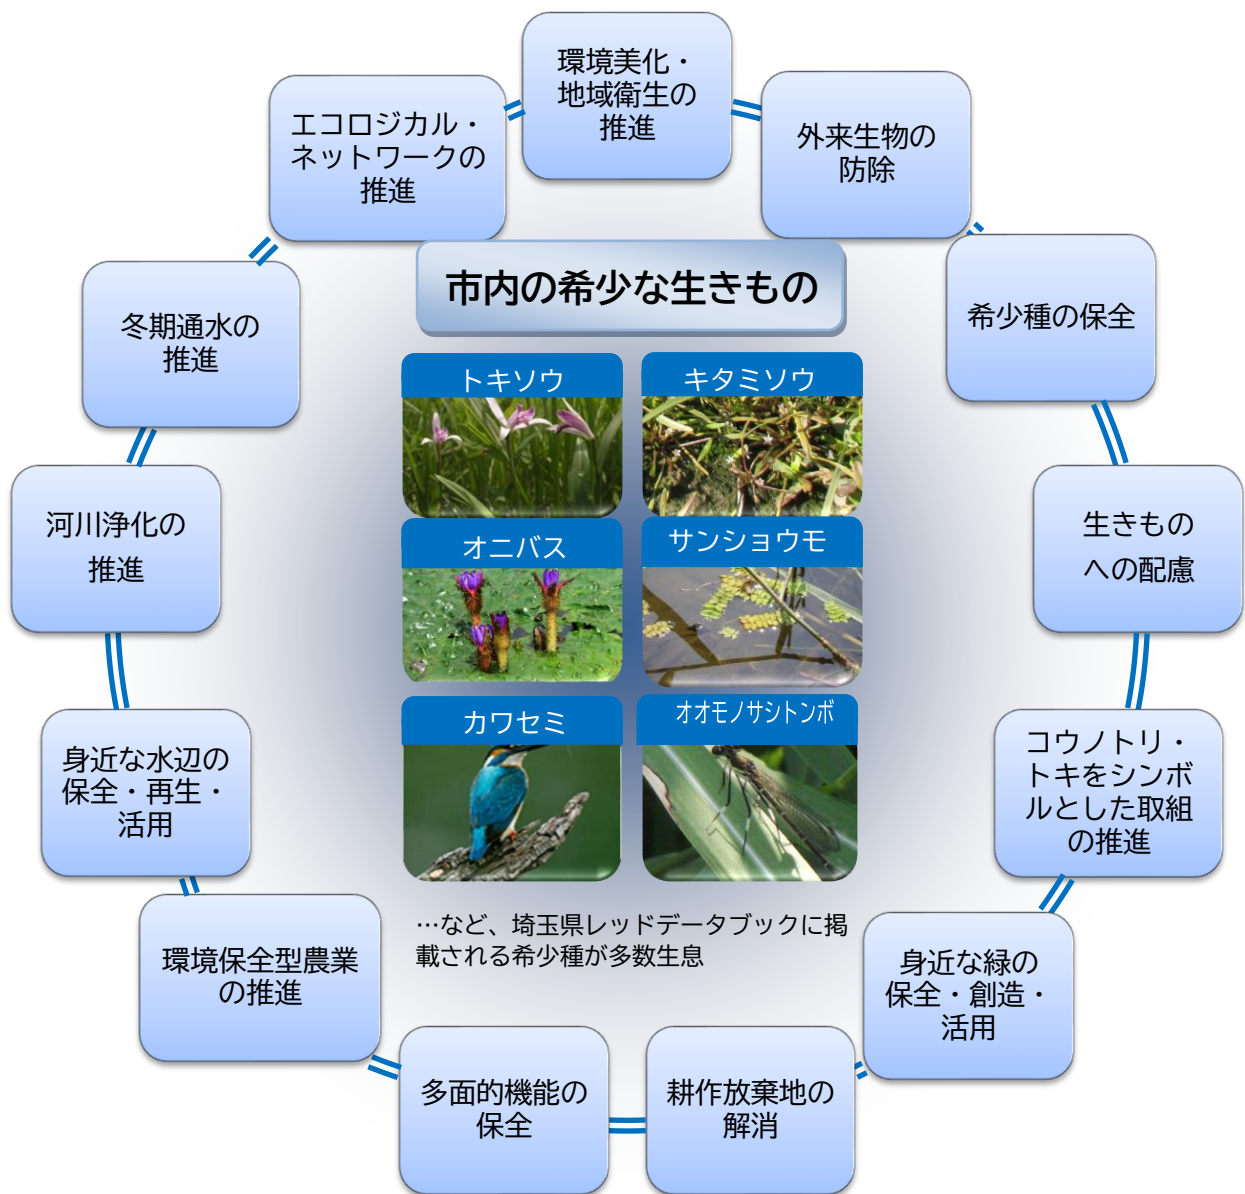 環境美化・
地域衛生の
推進
外来生物の
防除
希少種の保全
生きもの
への配慮
コウノトリ・
トキをシンボ
ルとした取組
の推進
身近な緑の
保全・創造・
活用
耕作放棄地の
解消
多面的機能の
保全
環境保全型農業
の推進
身近な水辺の
保全・再生・
活用
河川浄化の
推進
冬期通水の
推進
エコロジカル・
ネットワークの
推進
市内の希少な生きもの
トキソウ
キタミソウ
オニバス
サンショウモ
カワセミ
オオモノサシトンボ
…など、埼玉県レッドデータブックに掲
載される希少種が多数生息